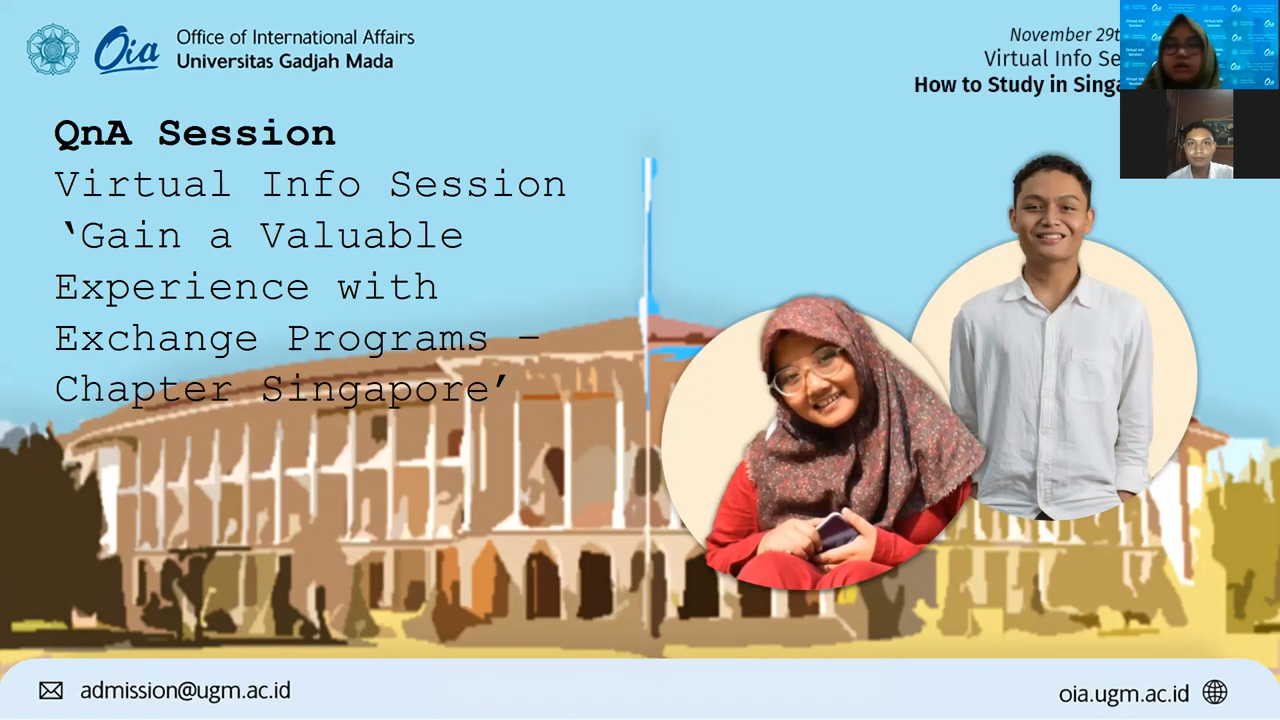 Oia
Office of International Affairs
Universitas Gadjah Mada
November 29t
Virtual Info Se
How to Study in Singa
QnA Session
Virtual Info Session
‘Gain a Valuable
Experience with
Exchange Programs –
Chapter Singapore’
admission@ugm.ac.id
oia.ugm.ac.id